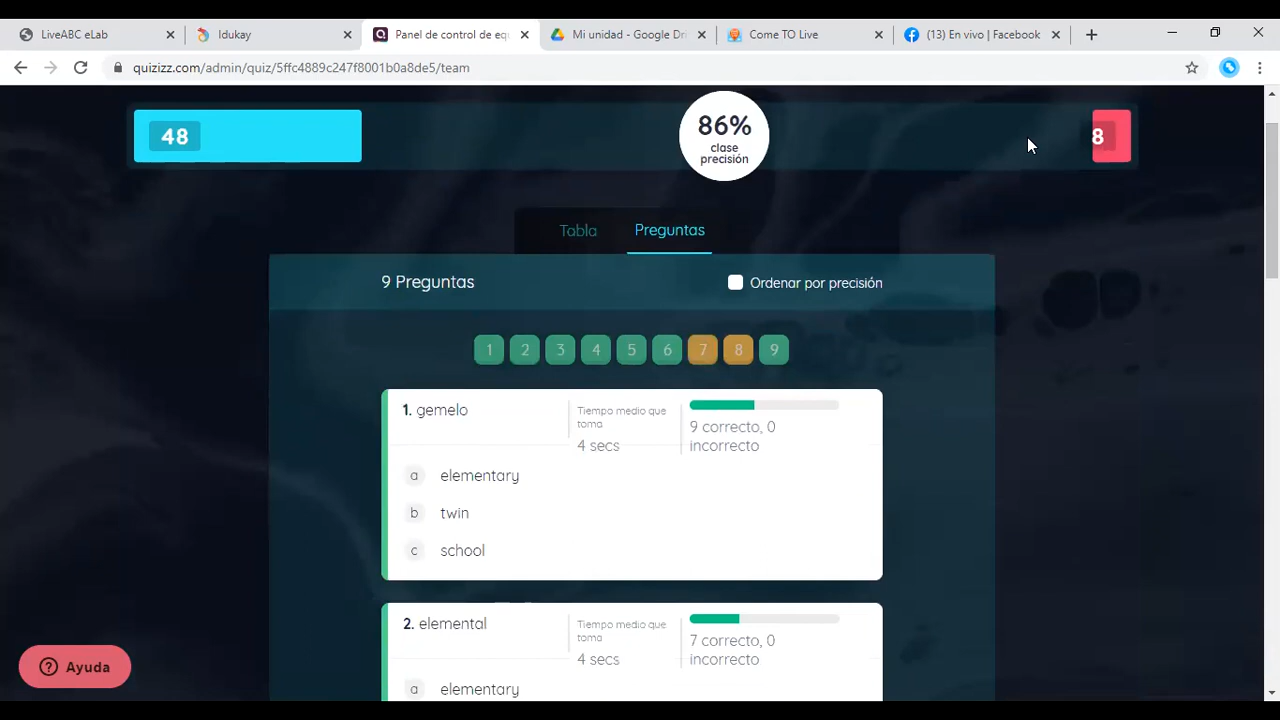 LiveABC eLab
Idukay
Panel de control de equ
Mi unidad - Google Dri
Come TO Live
(13) En vivo | Facebook
quizizz.com/admin/quiz/5ffc4889c247f8001b0a8de5/team
48
86%
clase
precisión
8
Tabla
Preguntas
9 Preguntas
Ordenar por precisión
1 2 3 4 5 6 7 8 9
1. gemelo
Tiempo medio que
toma
4 secs
9 correcto, 0
incorrecto
a elementary
b twin
c school
2. elemental
Tiempo medio que
toma
4 secs
7 correcto, 0
incorrecto
a elementary
? Ayuda